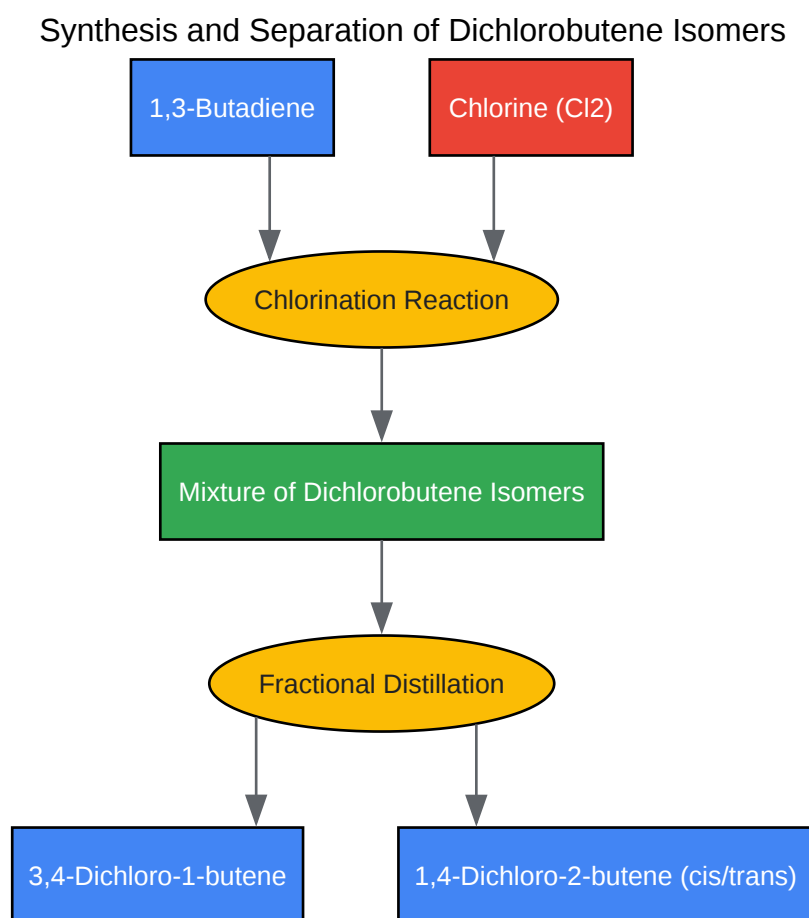 Synthesis and Separation of Dichlorobutene Isomers
1,3-Butadiene
Chlorine (Cl2)
Chlorination Reaction
Mixture of Dichlorobutene Isomers
Fractional Distillation
3,4-Dichloro-1-butene
1,4-Dichloro-2-butene (cis/trans)